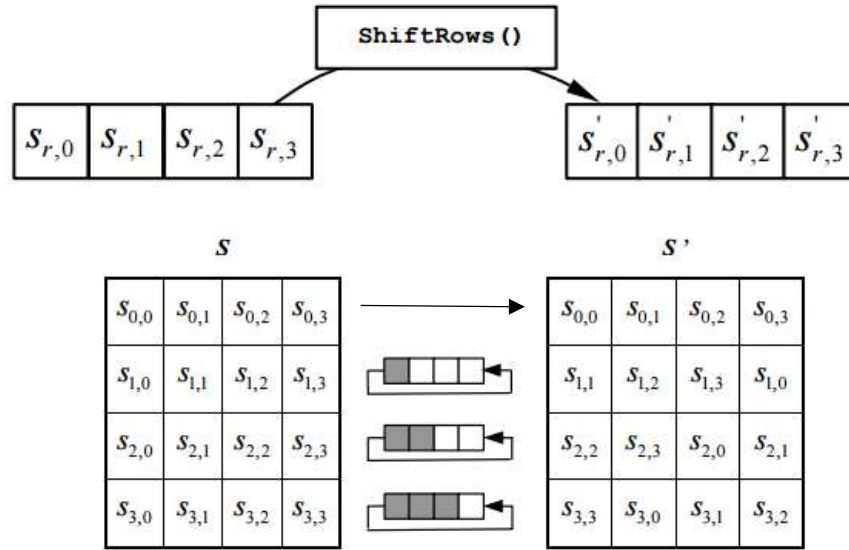 ShiftRows()
S_{r,0} S_{r,1} S_{r,2} S_{r,3} S'_{r,0} S'_{r,1} S'_{r,2} S'_{r,3}
S S'
S_{0,0} S_{0,1} S_{0,2} S_{0,3} S_{0,0} S_{0,1} S_{0,2} S_{0,3}
S_{1,0} S_{1,1} S_{1,2} S_{1,3} S_{1,1} S_{1,2} S_{1,3} S_{1,0}
S_{2,0} S_{2,1} S_{2,2} S_{2,3} S_{2,2} S_{2,3} S_{2,0} S_{2,1}
S_{3,0} S_{3,1} S_{3,2} S_{3,3} S_{3,3} S_{3,0} S_{3,1} S_{3,2}